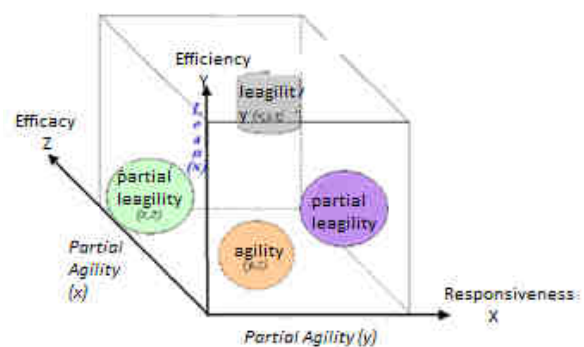 Efficiency
Y
leagilit/
y
Efficacy
Z
partial
leagility
partial
leagility
agility
Partial
Agility
(x)
Responsiveness
X
Partial Agility (y)